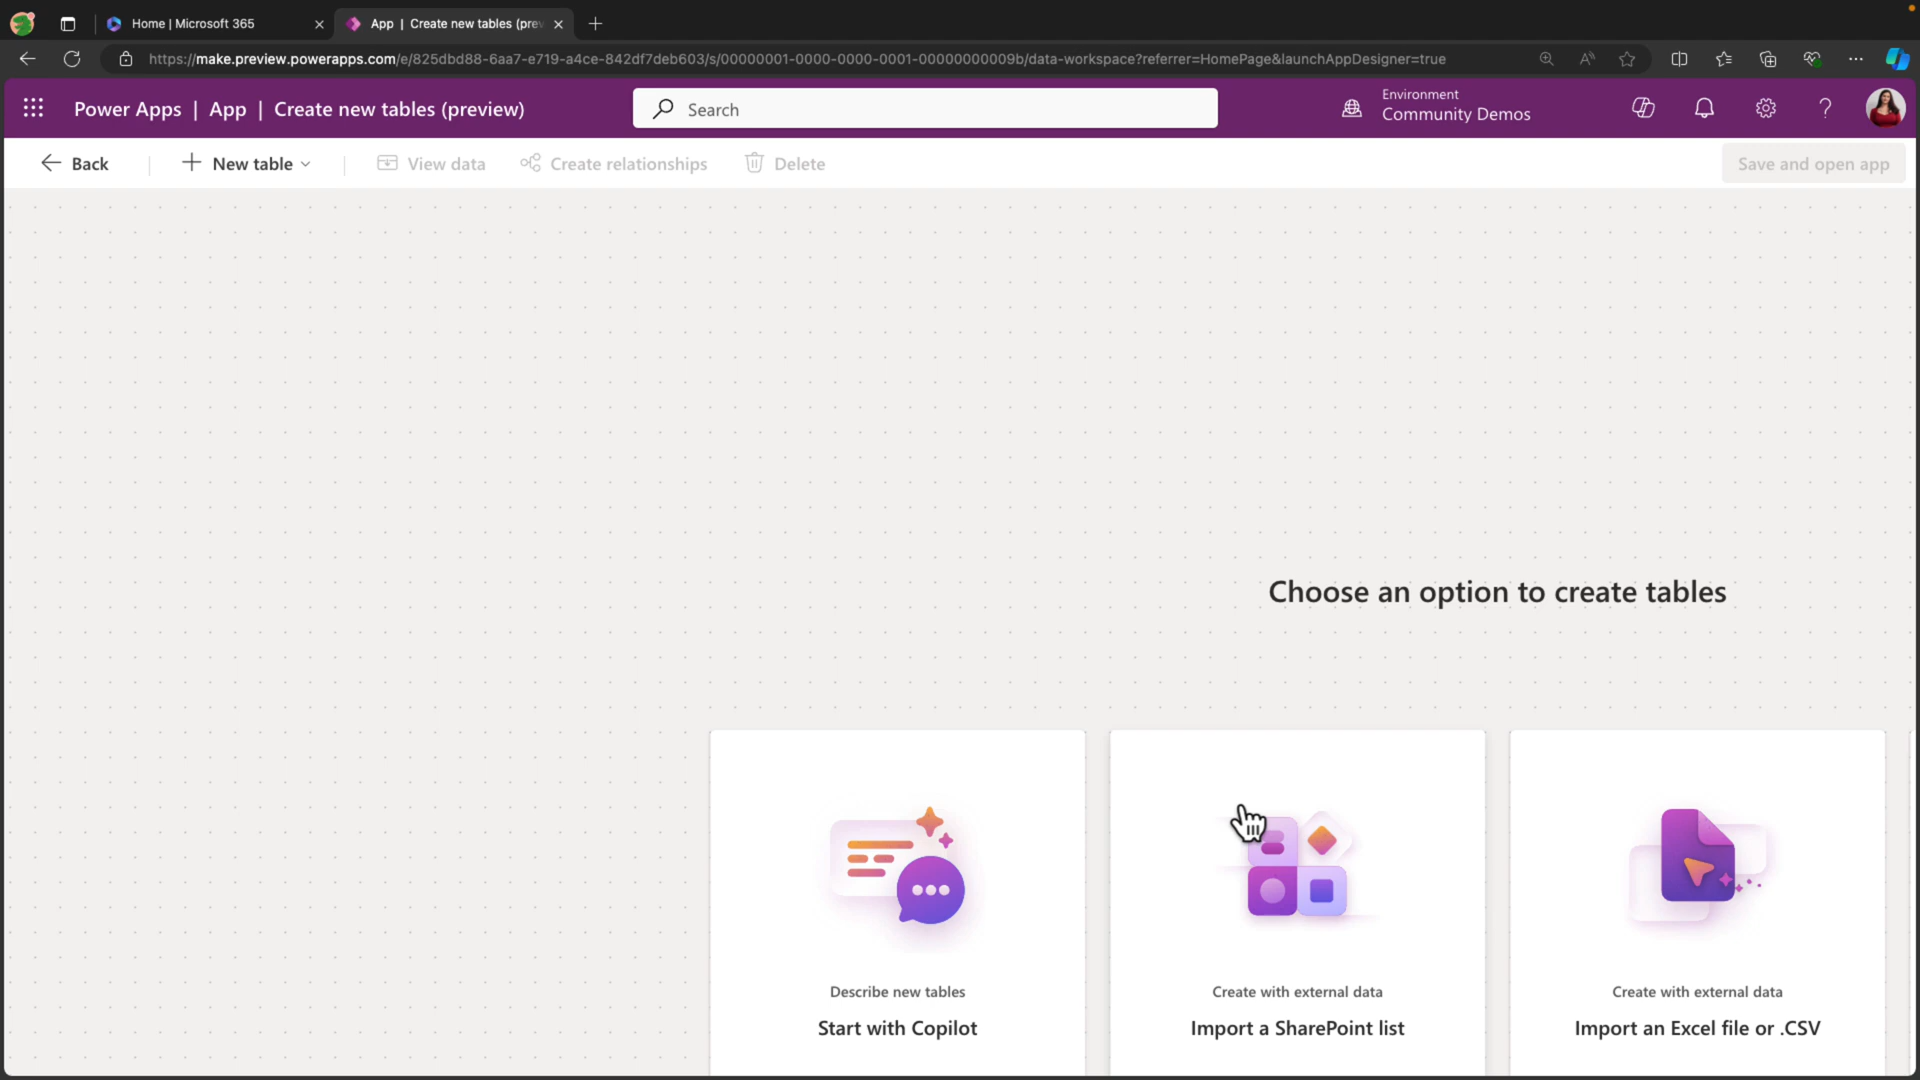 Home | Microsoft 365
App | Create new tables (prev
https://make.preview.powerapps.com/e/825dbd88-6aa7-e719-a4ce-842df7deb603/s/00000001-0000-0000-0001-00000000009b/data-workspace?referrer=HomePage&launchAppDesigner=true
Power Apps | App | Create new tables (preview)
Search
Environment
Community Demos
Back
New table
View data
Create relationships
Delete
Save and open app
Choose an option to create tables
Describe new tables
Start with Copilot
Create with external data
Import a SharePoint list
Create with external data
Import an Excel file or .CSV